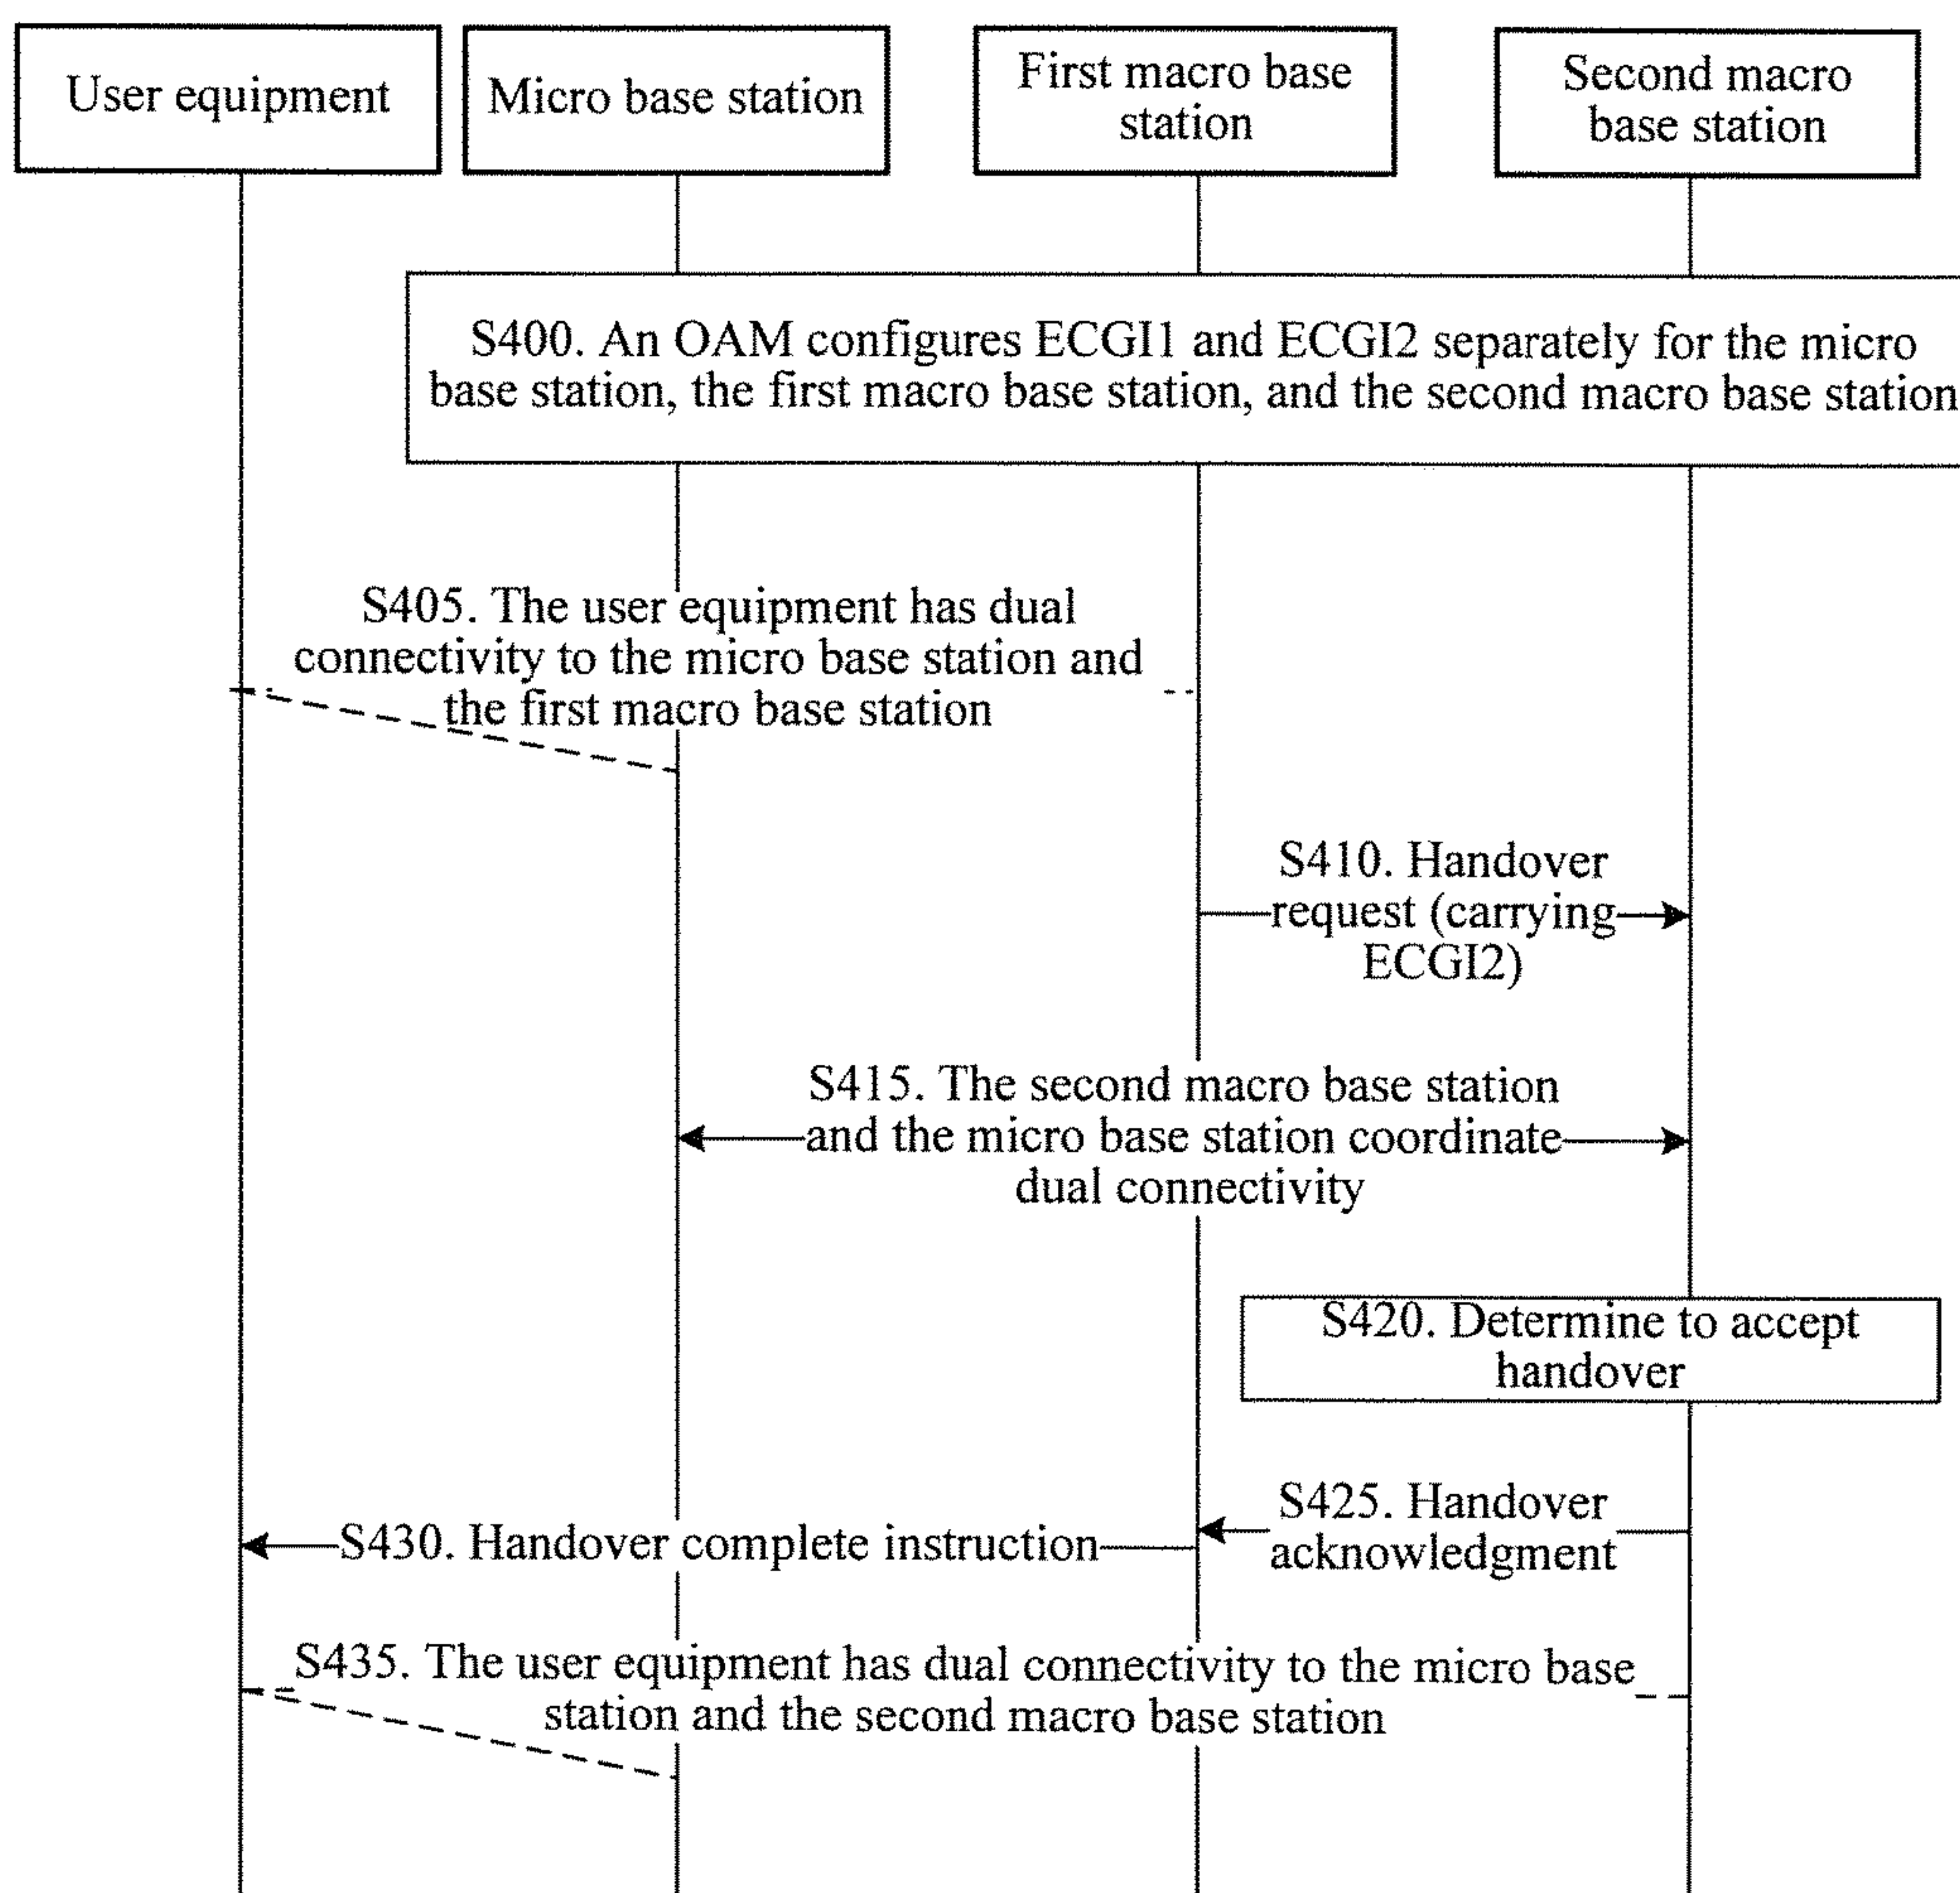 User equipment
Micro base station
First macro base
station
Second macro
base station
S400. An OAM configures ECGI1 and ECGI2 separately for the micro
base station, the first macro base station, and the second macro base station
S405. The user equipment has dual
connectivity to the micro base station and
the first macro base station
S410. Handover
request (carrying
ECGI2)
S415. The second macro base station
and the micro base station coordinate
dual connectivity
S420. Determine to accept
handover
S425. Handover
acknowledgment
S430. Handover complete instruction
S435. The user equipment has dual connectivity to the micro base
station and the second macro base station